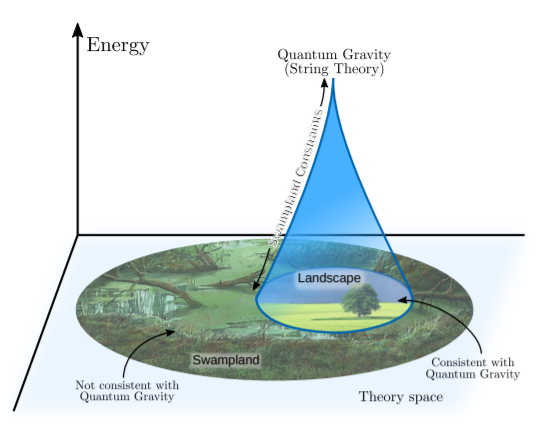 Energy
Quantum Gravity
(String Theory)
Swampland Constraints
Landscape
Swampland
Not consistent with
Quantum Gravity
Consistent with
Quantum Gravity
Theory space